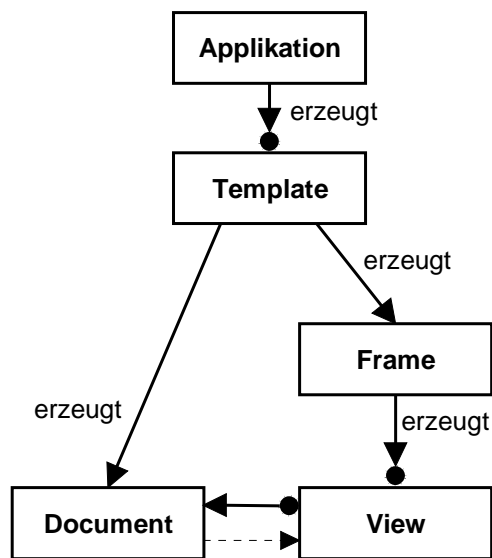 Applikation
erzeugt
Template
erzeugt
Frame
erzeugt
erzeugt
Document
View